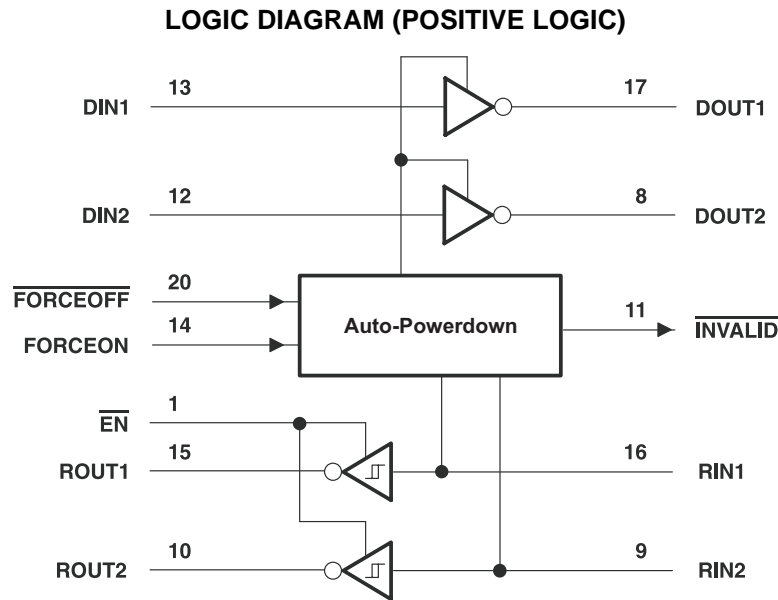 LOGIC DIAGRAM (POSITIVE LOGIC)
DIN1 13 17 DOUT1
DIN2 12 8 DOUT2
FORCEOFF 20
Auto-Powerdown
11 INVALID
FORCEON 14
EN 1
ROUT1 15 16 RIN1
ROUT2 10 9 RIN2